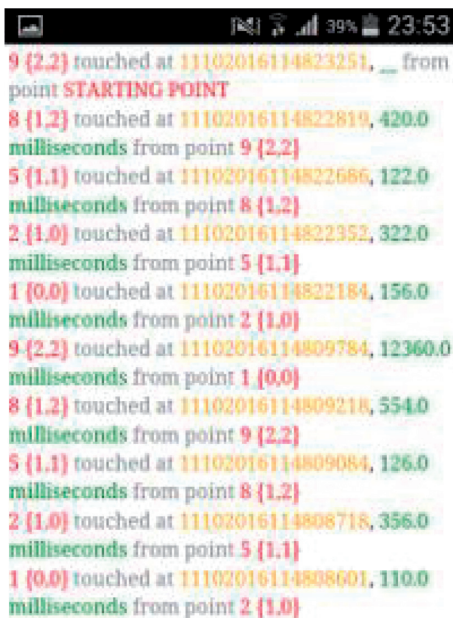 39% 23:53
9 {2,2} touched at 11102016114823251, __ from
point STARTING POINT
8 {1,2} touched at 11102016114822819, 420.0
milliseconds from point 9 {2,2}
5 {1,1} touched at 11102016114822686, 122.0
milliseconds from point 8 {1,2}
2 {1,0} touched at 11102016114822352, 322.0
milliseconds from point 5 {1,1}
1 {0,0} touched at 11102016114822184, 156.0
milliseconds from point 2 {1,0}
9 {2,2} touched at 11102016114809784, 12360.0
milliseconds from point 1 {0,0}
8 {1,2} touched at 11102016114809218, 554.0
milliseconds from point 9 {2,2}
5 {1,1} touched at 11102016114809084, 126.0
milliseconds from point 8 {1,2}
2 {1,0} touched at 11102016114808718, 356.0
milliseconds from point 5 {1,1}
1 {0,0} touched at 11102016114808601, 110.0
milliseconds from point 2 {1,0}